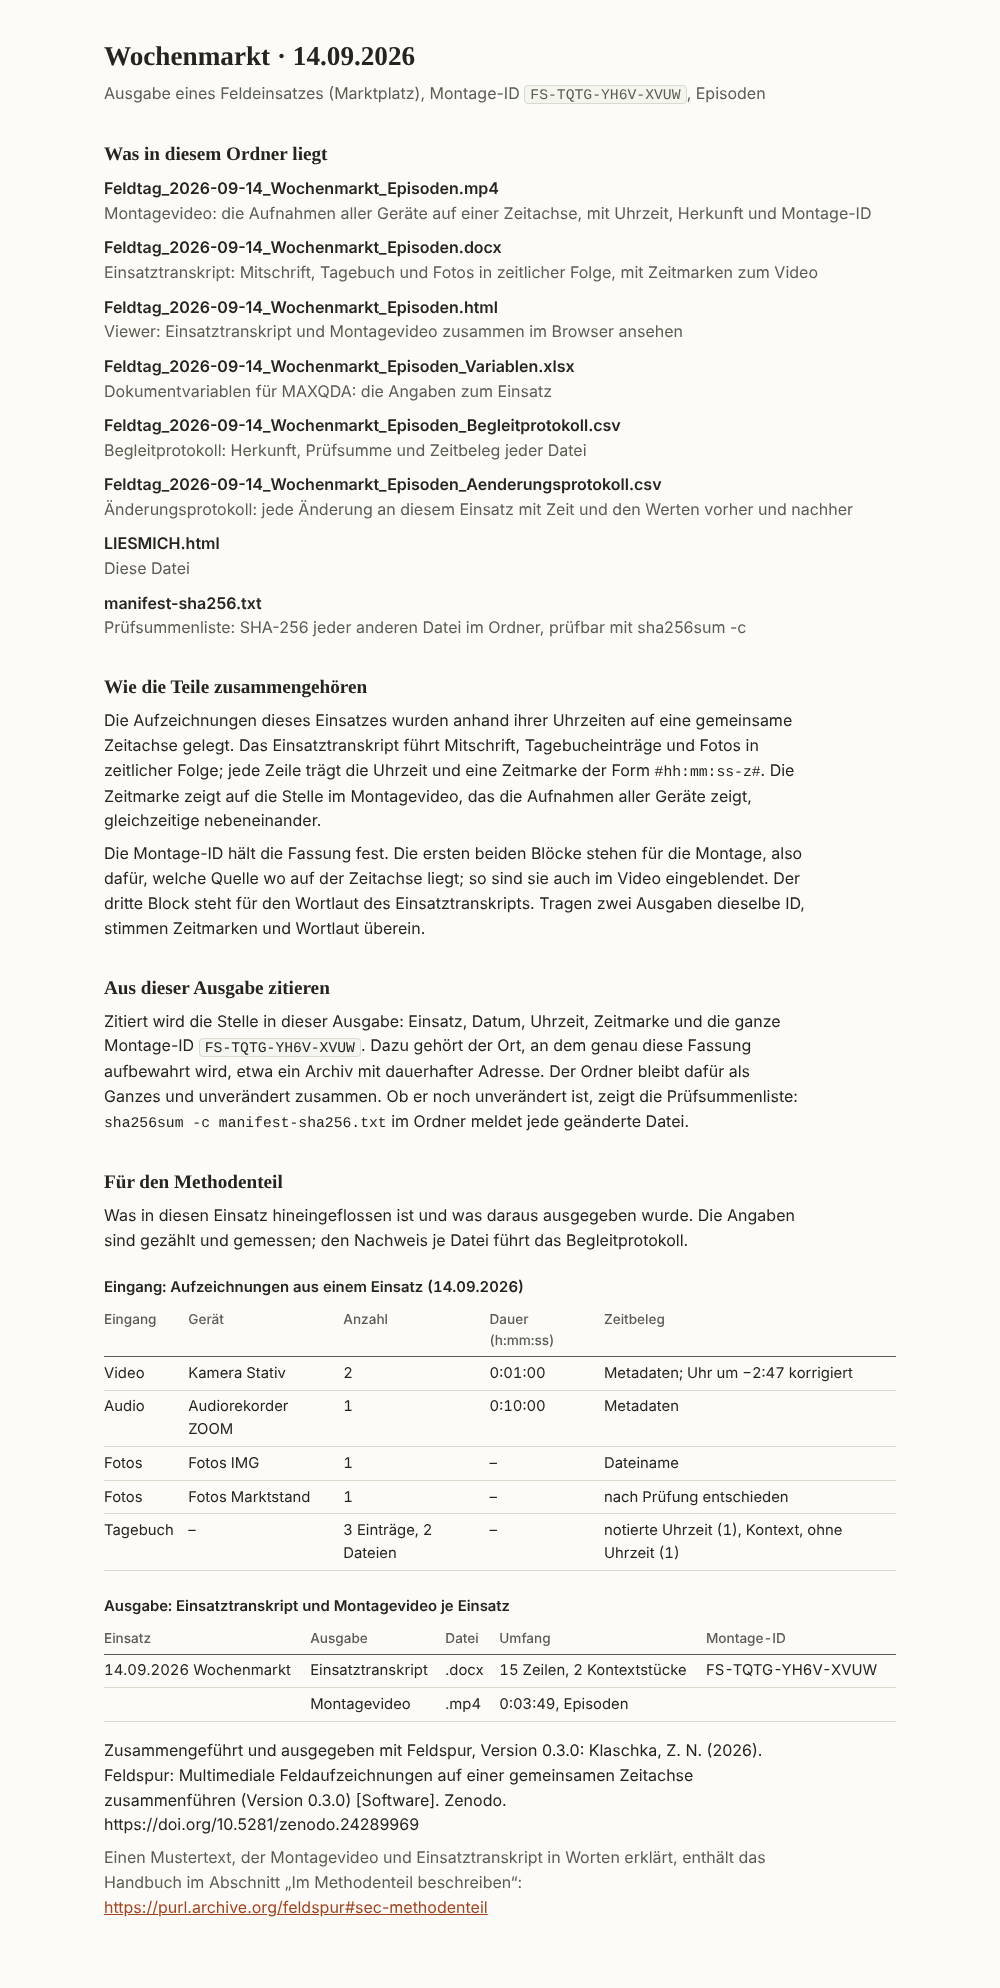 Wochenmarkt · 14.09.2026
Ausgabe eines Feldeinsatzes (Marktplatz), Montage-ID FS-TQTG-YH6V-XVUW, Episoden
Was in diesem Ordner liegt
Feldtag_2026-09-14_Wochenmarkt_Episoden.mp4
Montagevideo: die Aufnahmen aller Geräte auf einer Zeitachse, mit Uhrzeit, Herkunft und Montage-ID
Feldtag_2026-09-14_Wochenmarkt_Episoden.docx
Einsatztranskript: Mitschrift, Tagebuch und Fotos in zeitlicher Folge, mit Zeitmarken zum Video
Feldtag_2026-09-14_Wochenmarkt_Episoden.html
Viewer: Einsatztranskript und Montagevideo zusammen im Browser ansehen
Feldtag_2026-09-14_Wochenmarkt_Episoden_Variablen.xlsx
Dokumentvariablen für MAXQDA: die Angaben zum Einsatz
Feldtag_2026-09-14_Wochenmarkt_Episoden_Begleitprotokoll.csv
Begleitprotokoll: Herkunft, Prüfsumme und Zeitbeleg jeder Datei
Feldtag_2026-09-14_Wochenmarkt_Episoden_Aenderungsprotokoll.csv
Änderungsprotokoll: jede Änderung an diesem Einsatz mit Zeit und den Werten vorher und nachher
LIESMICH.html
Diese Datei
manifest-sha256.txt
Prüfsummenliste: SHA-256 jeder anderen Datei im Ordner, prüfbar mit sha256sum -c
Wie die Teile zusammengehören
Die Aufzeichnungen dieses Einsatzes wurden anhand ihrer Uhrzeiten auf eine gemeinsame
Zeitachse gelegt. Das Einsatztranskript führt Mitschrift, Tagebucheinträge und Fotos in
zeitlicher Folge; jede Zeile trägt die Uhrzeit und eine Zeitmarke der Form #hh:mm:ss-z#. Die
Zeitmarke zeigt auf die Stelle im Montagevideo, das die Aufnahmen aller Geräte zeigt,
gleichzeitige nebeneinander.
Die Montage-ID hält die Fassung fest. Die ersten beiden Blöcke stehen für die Montage, also
dafür, welche Quelle wo auf der Zeitachse liegt; so sind sie auch im Video eingeblendet. Der
dritte Block steht für den Wortlaut des Einsatztranskripts. Tragen zwei Ausgaben dieselbe ID,
stimmen Zeitmarken und Wortlaut überein.
Aus dieser Ausgabe zitieren
Zitiert wird die Stelle in dieser Ausgabe: Einsatz, Datum, Uhrzeit, Zeitmarke und die ganze
Montage-ID FS-TQTG-YH6V-XVUW. Dazu gehört der Ort, an dem genau diese Fassung
aufbewahrt wird, etwa ein Archiv mit dauerhafter Adresse. Der Ordner bleibt dafür als
Ganzes und unverändert zusammen. Ob er noch unverändert ist, zeigt die Prüfsummenliste:
sha256sum -c manifest-sha256.txt im Ordner meldet jede geänderte Datei.
Für den Methodenteil
Was in diesen Einsatz hineingeflossen ist und was daraus ausgegeben wurde. Die Angaben
sind gezählt und gemessen; den Nachweis je Datei führt das Begleitprotokoll.
Eingang: Aufzeichnungen aus einem Einsatz (14.09.2026)
Eingang Gerät Anzahl Dauer Zeitbeleg
(h:mm:ss)
Video Kamera Stativ 2 0:01:00 Metadaten; Uhr um −2:47 korrigiert
Audio Audiorekorder 1 0:10:00 Metadaten
ZOOM
Fotos Fotos IMG 1 – Dateiname
Fotos Fotos Marktstand 1 – nach Prüfung entschieden
Tagebuch – 3 Einträge, 2 – notierte Uhrzeit (1), Kontext, ohne
Dateien Uhrzeit (1)
Ausgabe: Einsatztranskript und Montagevideo je Einsatz
Einsatz Ausgabe Datei Umfang Montage-ID
14.09.2026 Wochenmarkt Einsatztranskript .docx 15 Zeilen, 2 Kontextstücke FS-TQTG-YH6V-XVUW
Montagevideo .mp4 0:03:49, Episoden
Zusammengeführt und ausgegeben mit Feldspur, Version 0.3.0: Klaschka, Z. N. (2026).
Feldspur: Multimediale Feldaufzeichnungen auf einer gemeinsamen Zeitachse
zusammenführen (Version 0.3.0) [Software]. Zenodo.
https://doi.org/10.5281/zenodo.24289969
Einen Mustertext, der Montagevideo und Einsatztranskript in Worten erklärt, enthält das
Handbuch im Abschnitt „Im Methodenteil beschreiben“:
https://purl.archive.org/feldspur#sec-methodenteil